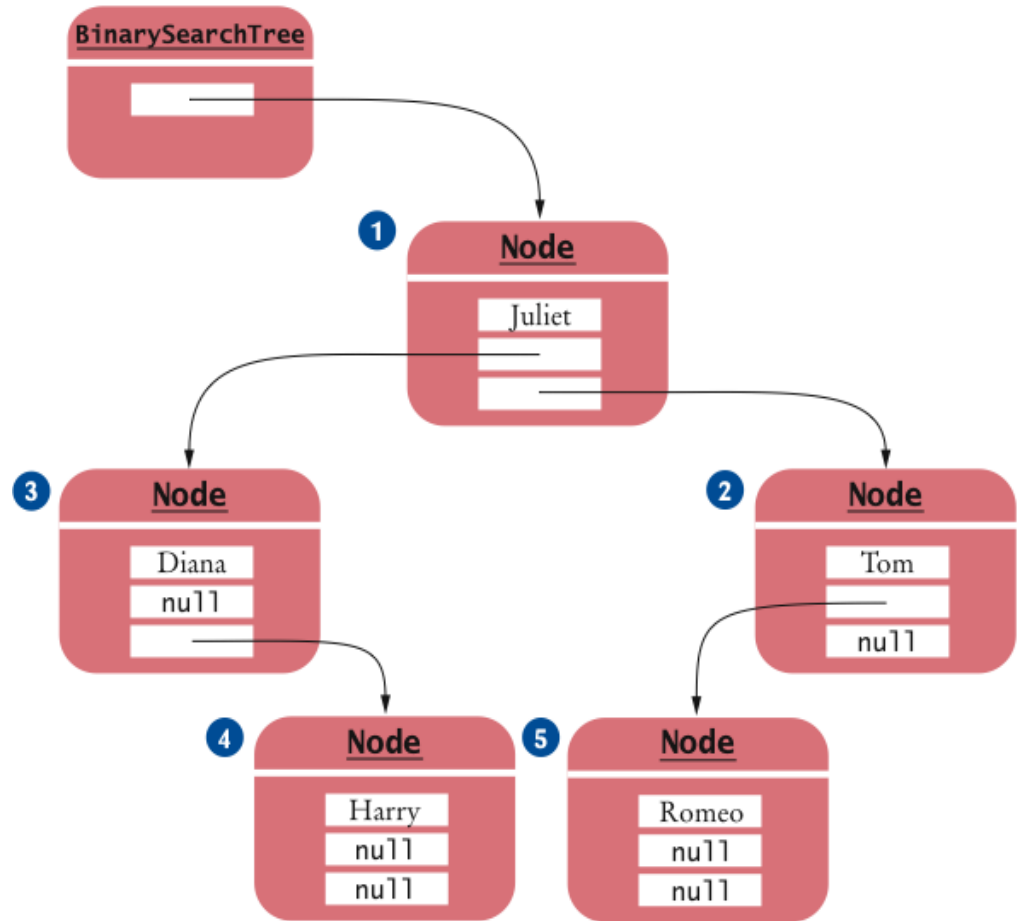 BinarySearchTree
1
Node
Juliet
3
Node
Diana
null
2
Node
Tom
null
4
Node
Harry
null
null
5
Node
Romeo
null
null